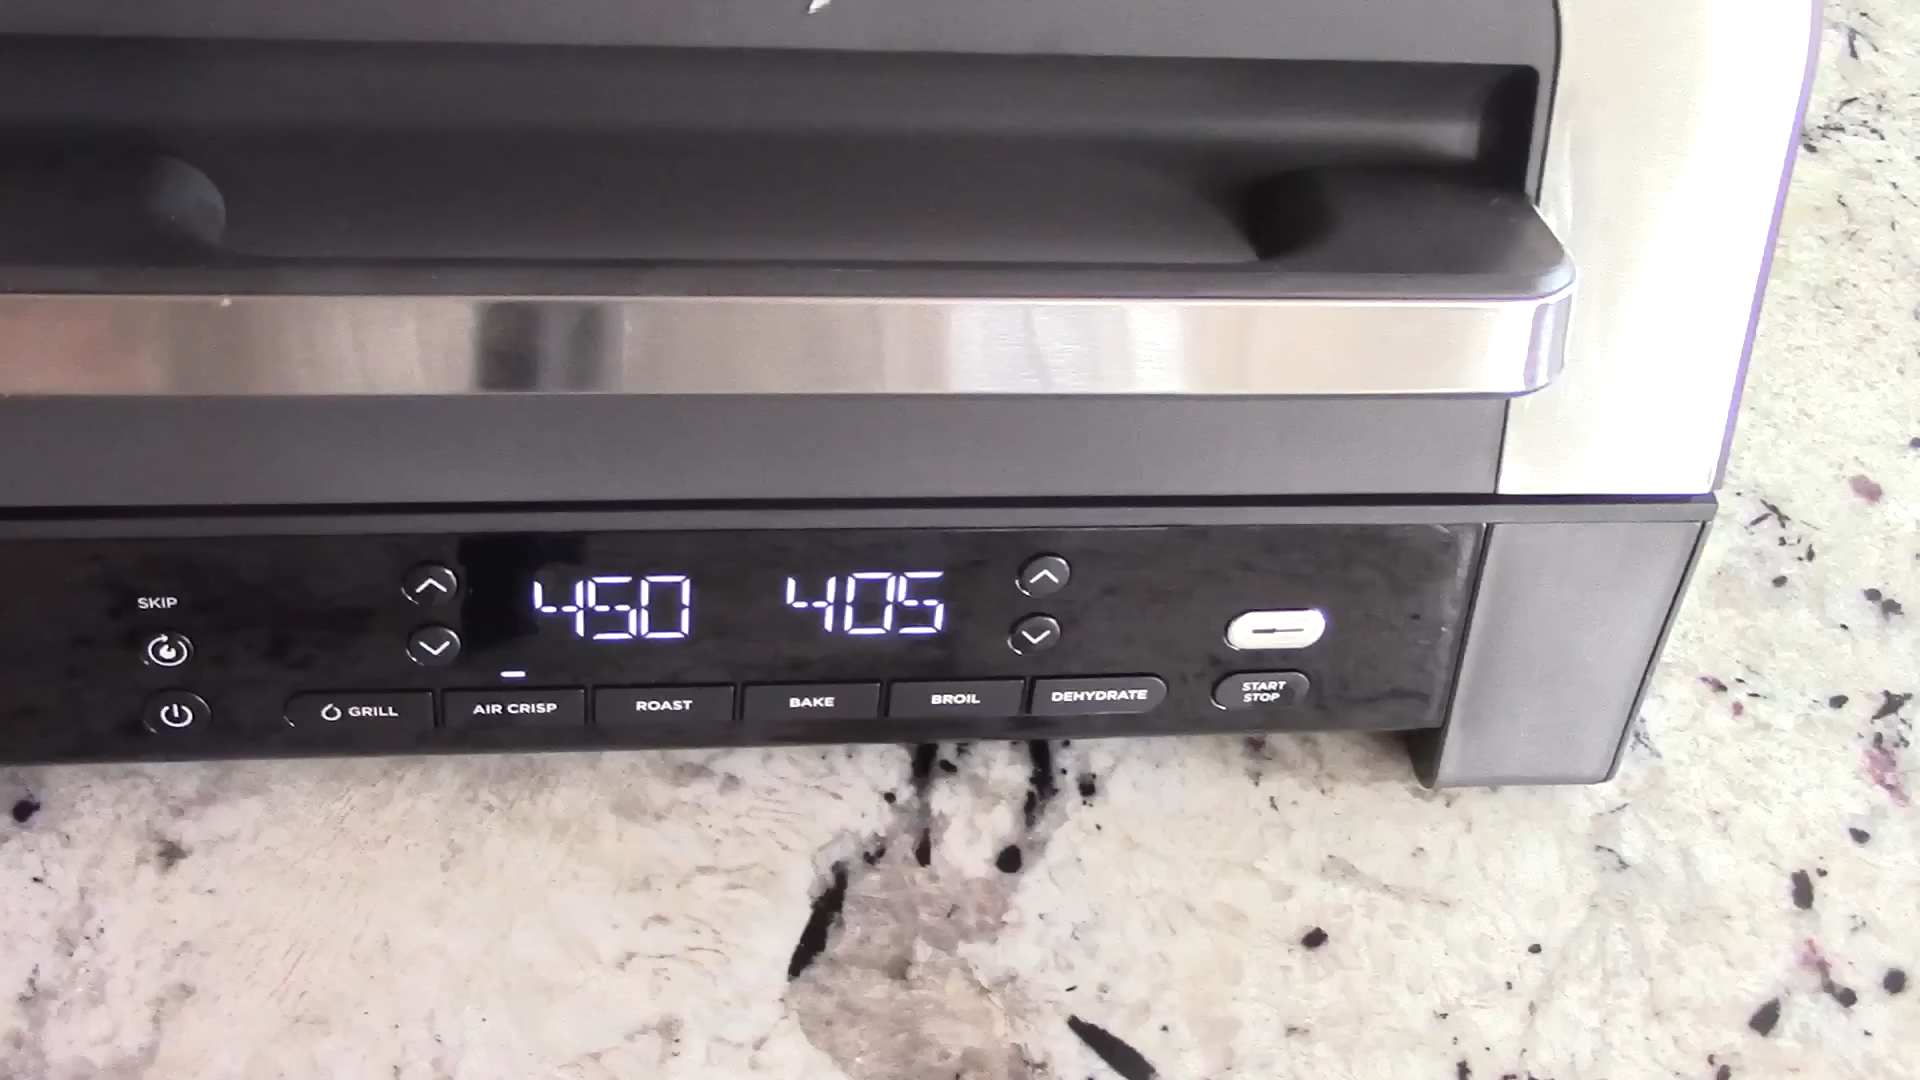 SKIP
450 405
GRILL AIR CRISP ROAST BAKE BROIL DEHYDRATE
START
STOP